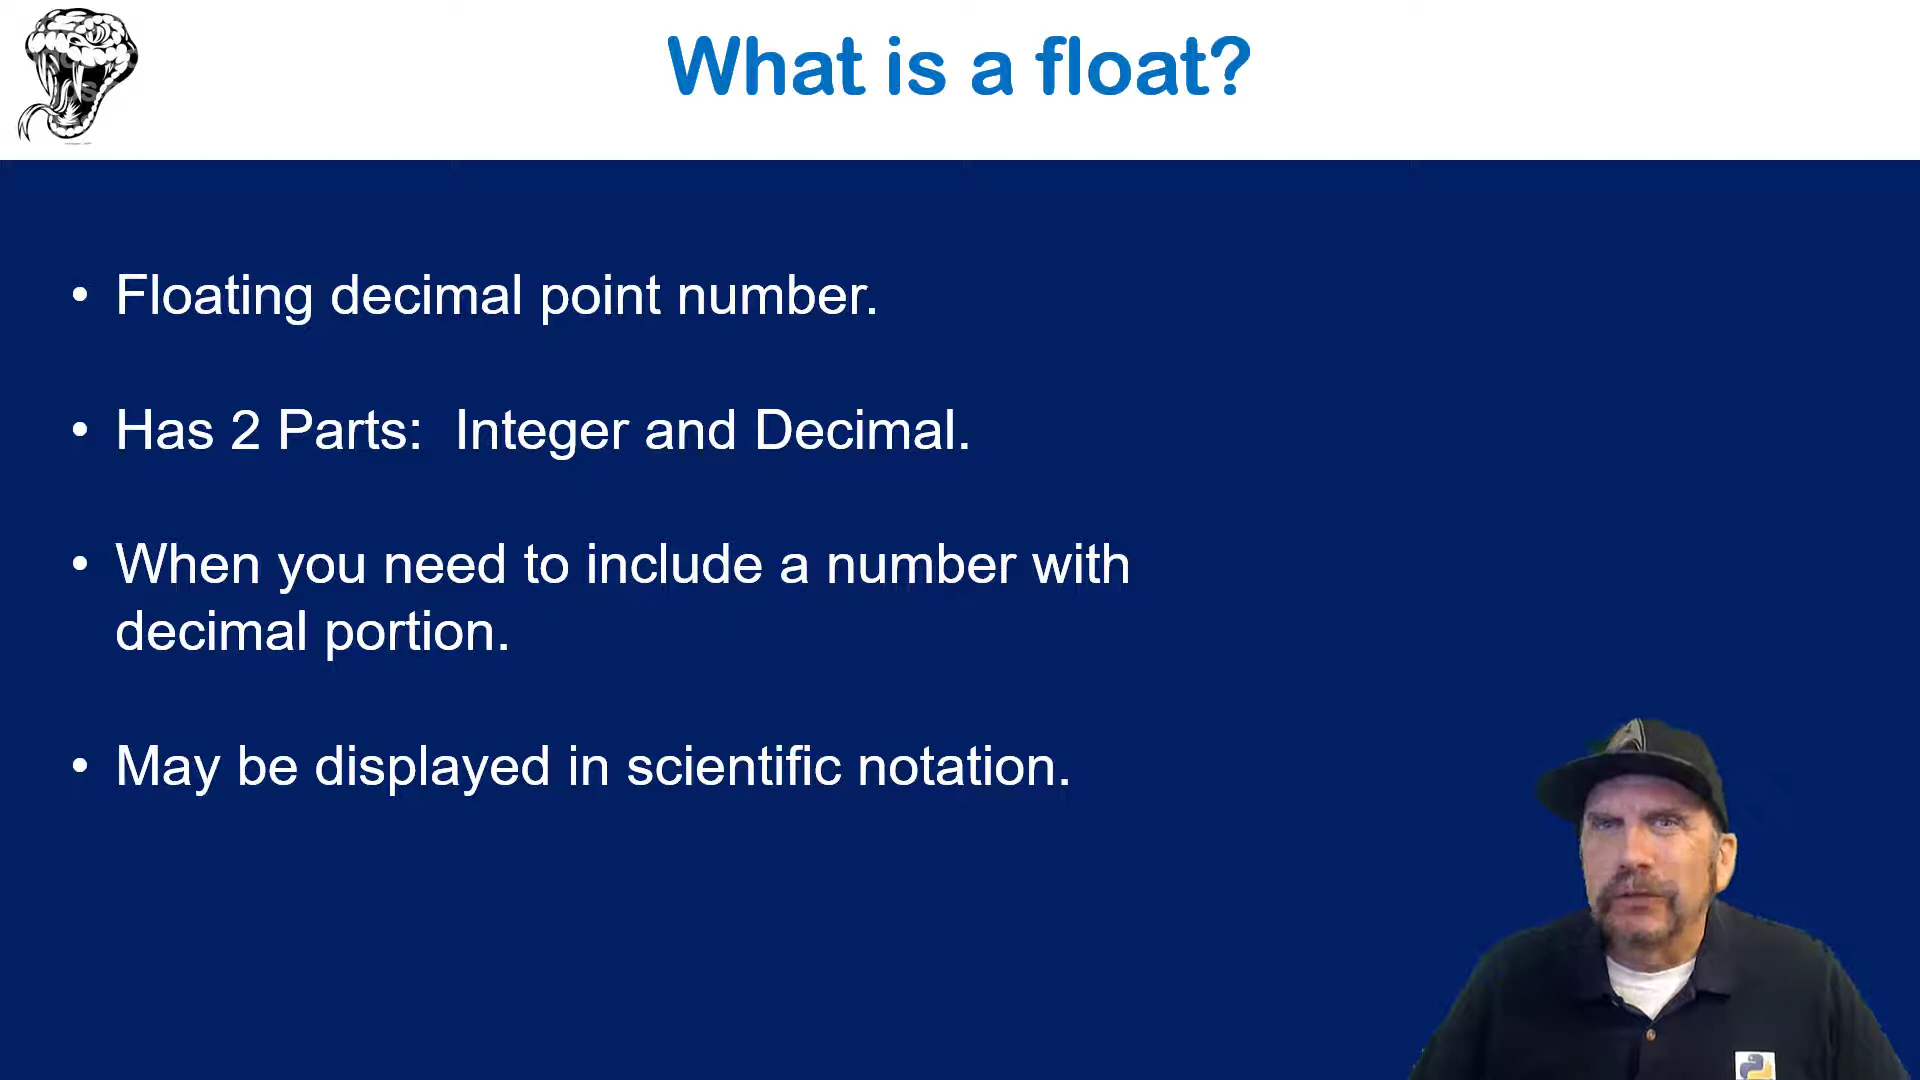 What is a float?
• Floating decimal point number.
• Has 2 Parts:  Integer and Decimal.
• When you need to include a number with
decimal portion.
• May be displayed in scientific notation.